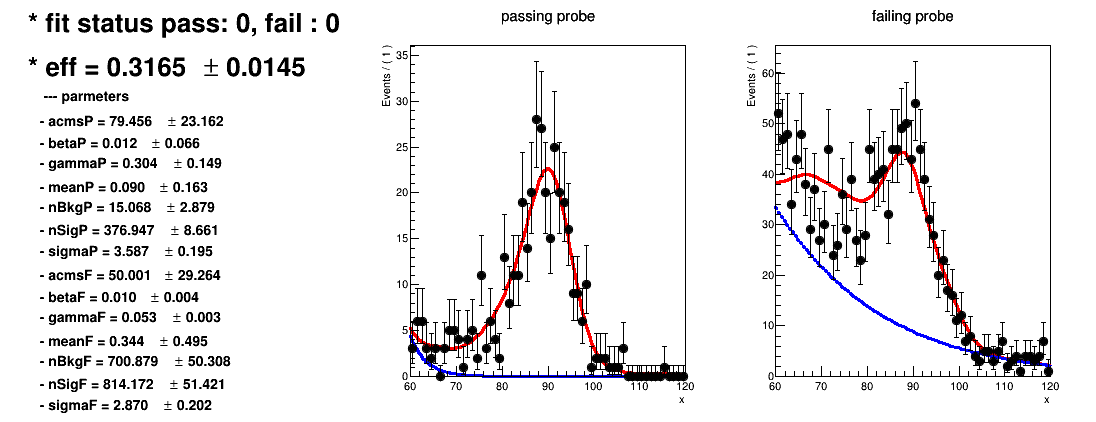 * fit status pass: 0, fail : 0
* eff = 0.3165 ± 0.0145
--- parmeters
- acmsP = 79.456 ± 23.162
- betaP = 0.012 ± 0.066
- gammaP = 0.304 ± 0.149
- meanP = 0.090 ± 0.163
- nBkgP = 15.068 ± 2.879
- nSigP = 376.947 ± 8.661
- sigmaP = 3.587 ± 0.195
- acmsF = 50.001 ± 29.264
- betaF = 0.010 ± 0.004
- gammaF = 0.053 ± 0.003
- meanF = 0.344 ± 0.495
- nBkgF = 700.879 ± 50.308
- nSigF = 814.172 ± 51.421
- sigmaF = 2.870 ± 0.202
passing probe
Events / ( 1 )
35
30
25
20
15
10
5
0
60 70 80 90 100 110 120
x
failing probe
Events / ( 1 )
60
50
40
30
20
10
0
60 70 80 90 100 110 120
x